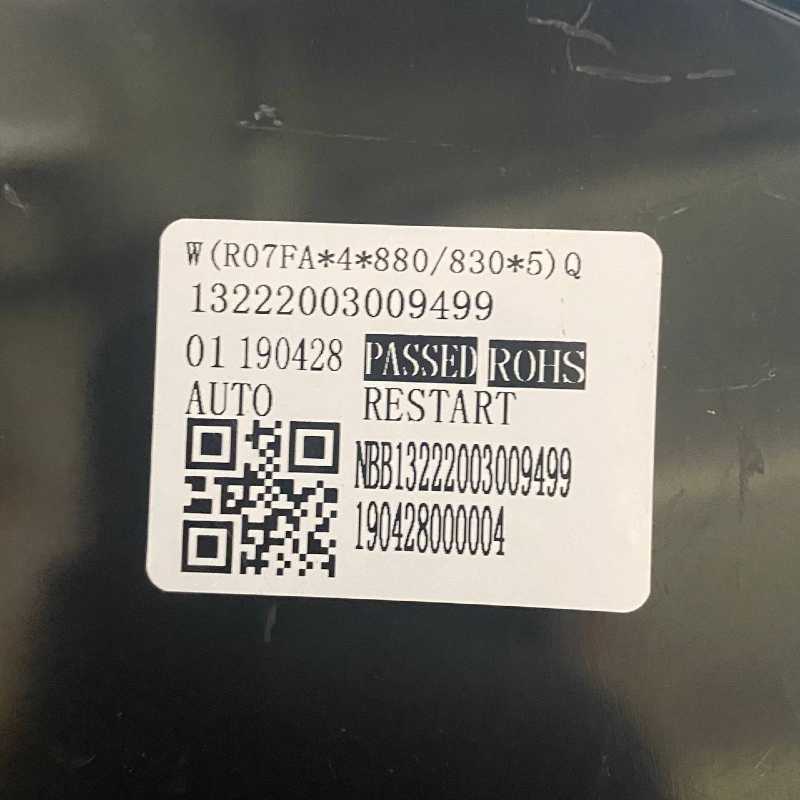 W(R07FA*4*880/830*5)Q
13222003009499
01 190428 PASSED ROHS
AUTO RESTART
NBB13222003009499
190428000004